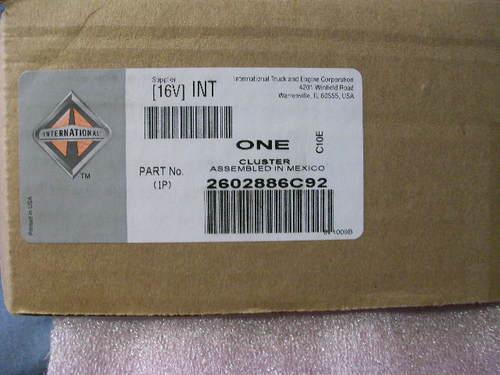 Supplier
[16V] INT
International Truck and Engine Corporation
4201 Winfield Road
Warrenville, IL 60555, USA
INTERNATIONAL
TM
ONE
C10E
CLUSTER
ASSEMBLED IN MEXICO
PART No.
(1P)
2602886C92
Printed in USA